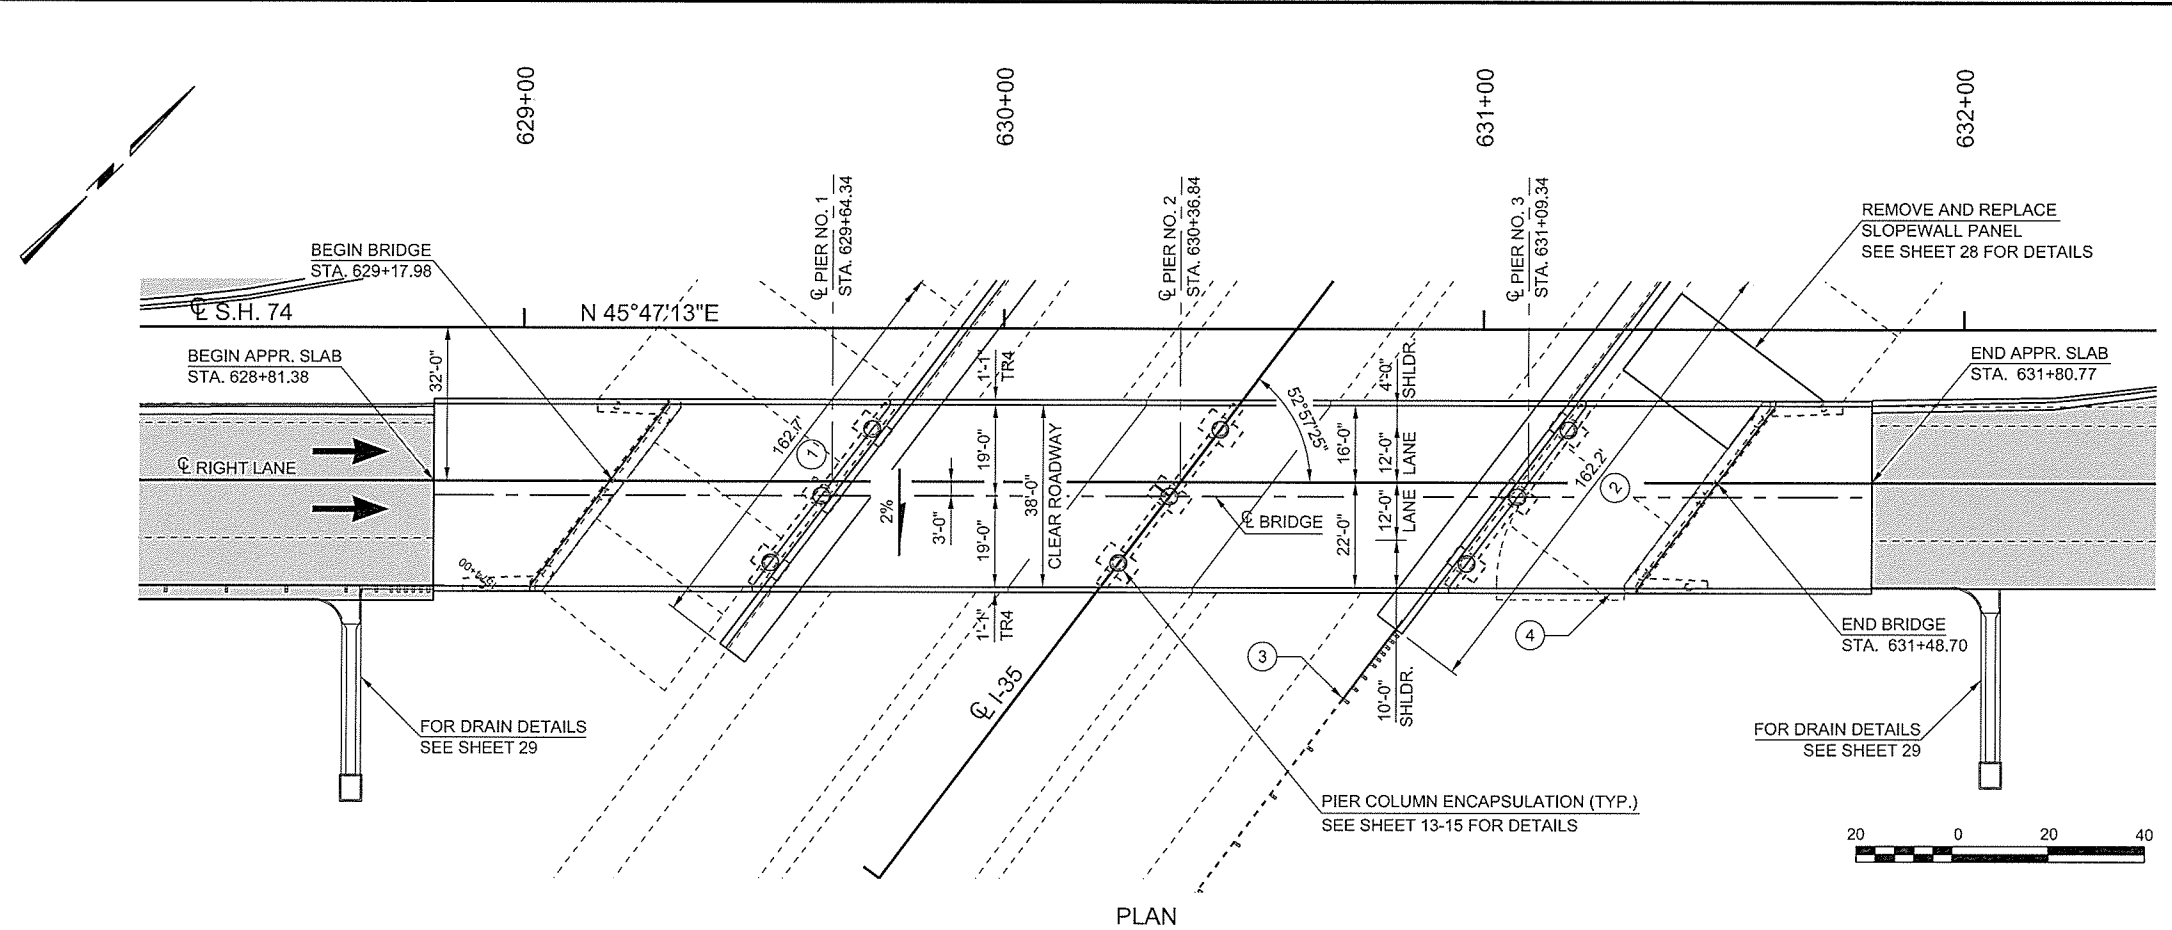 629+00
630+00
631+00
632+00
℄ PIER NO. 1
STA. 629+64.34
℄ PIER NO. 2
STA. 630+36.84
℄ PIER NO. 3
STA. 631+09.34
REMOVE AND REPLACE
SLOPEWALL PANEL
SEE SHEET 28 FOR DETAILS
BEGIN BRIDGE
STA. 629+17.98
℄ S.H. 74
N 45°47'13"E
BEGIN APPR. SLAB
STA. 628+81.38
32'-0"
1'-1"
TR4
4'-0"
SHLDR.
END APPR. SLAB
STA. 631+80.77
162.7'
1
52°57'25"
19'-0"
16'-0"
12'-0"
LANE
162.2'
2
℄ RIGHT LANE
2%
3'-0"
19'-0"
38'-0"
CLEAR ROADWAY
℄ BRIDGE
22'-0"
12'-0"
LANE
1'-1"
TR4
3
4
END BRIDGE
STA. 631+48.70
10'-0"
SHLDR.
℄ I-35
FOR DRAIN DETAILS
SEE SHEET 29
FOR DRAIN DETAILS
SEE SHEET 29
PIER COLUMN ENCAPSULATION (TYP.)
SEE SHEET 13-15 FOR DETAILS
20 0 20 40
PLAN